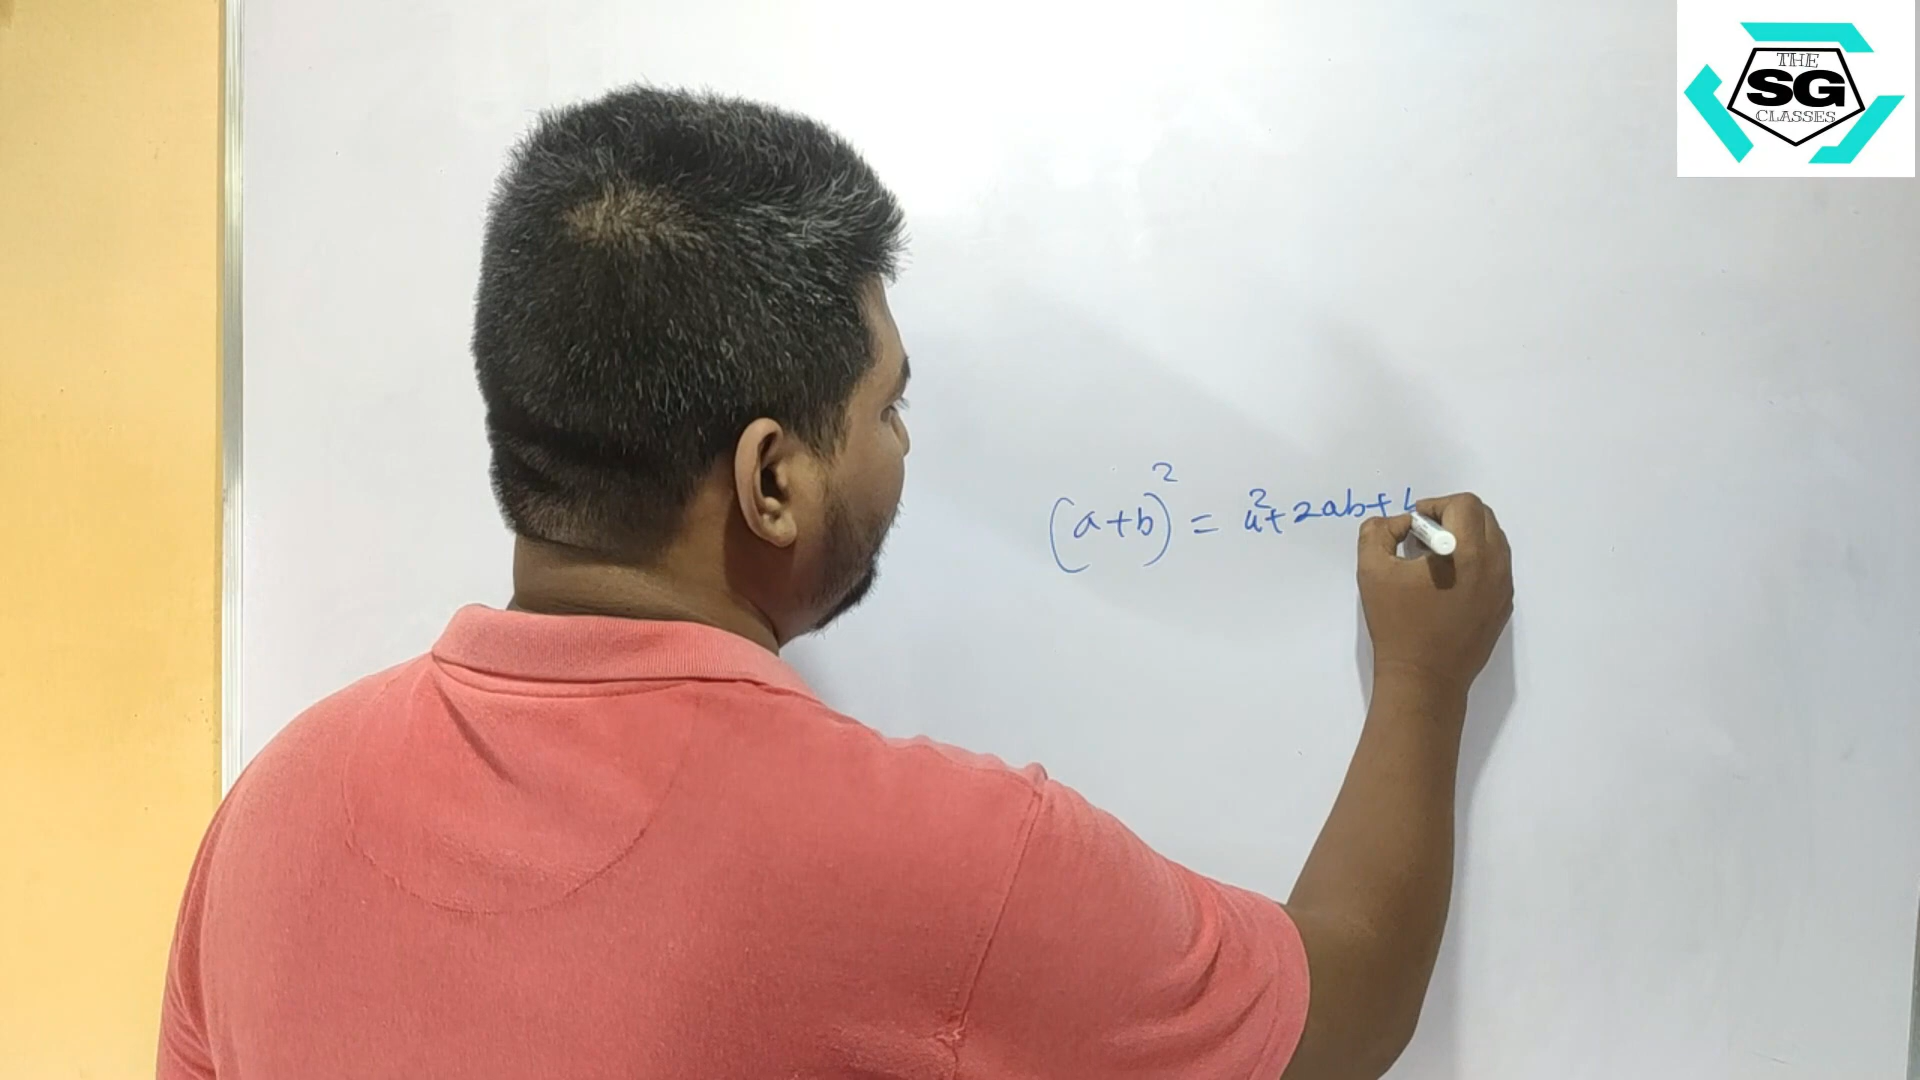 THE
SG
CLASSES
(a+b)² = a²+2ab+b